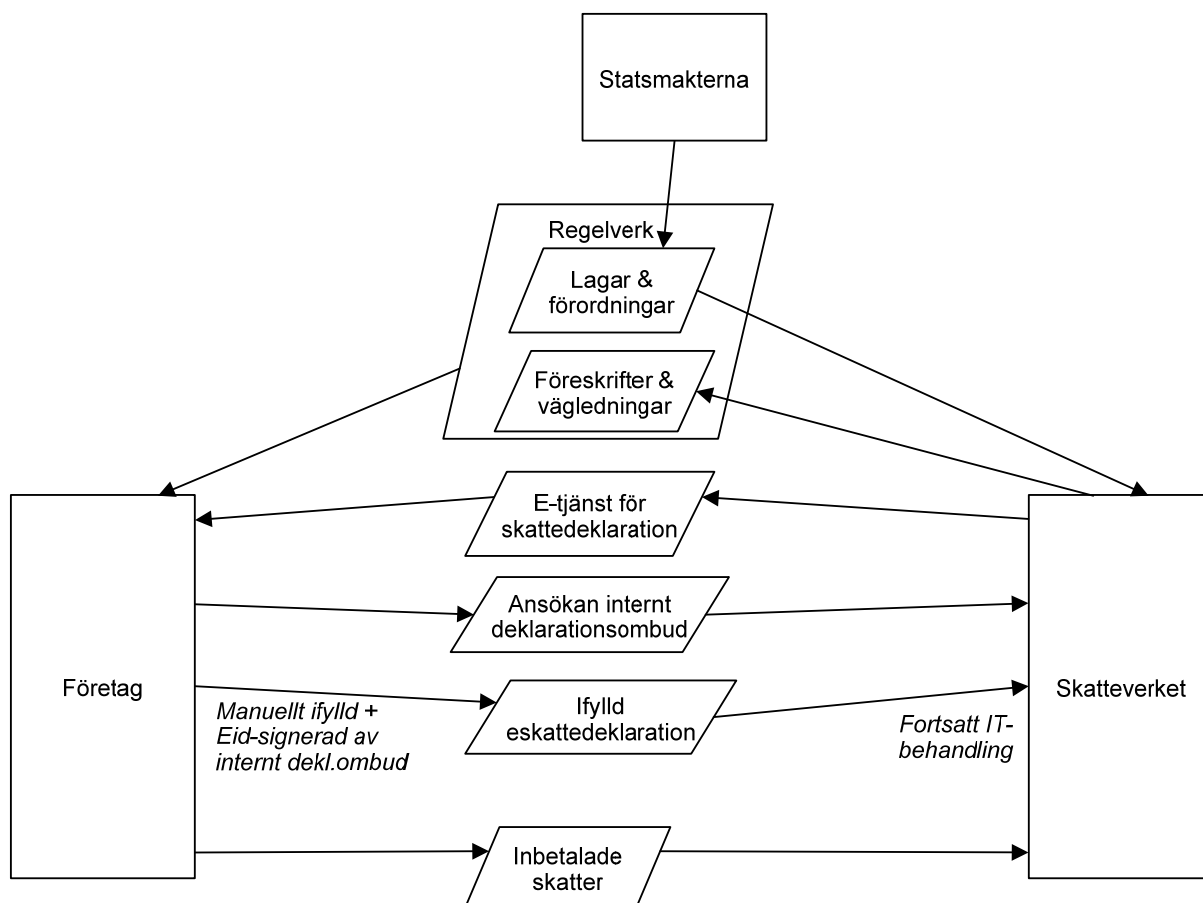 Statsmakterna
Regelverk
Lagar &
förordningar
Föreskrifter &
vägledningar
E-tjänst för
skattedeklaration
Ansökan internt
deklarationsombud
Företag
Manuellt ifylld +
Eid-signerad av
internt dekl.ombud
Ifylld
eskattedeklaration
Fortsatt IT-
behandling
Skatteverket
Inbetalade
skatter